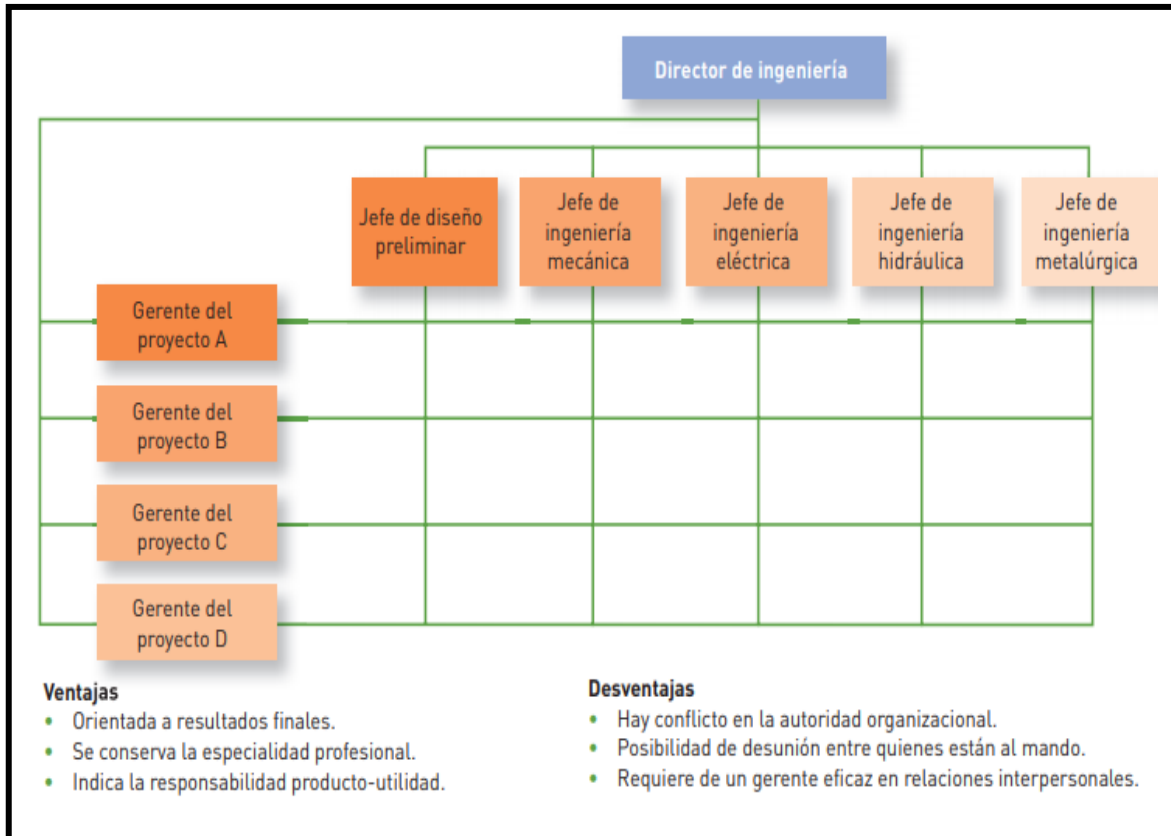 Director de ingeniería
Jefe de diseño
preliminar
Jefe de
ingeniería
mecánica
Jefe de
ingeniería
eléctrica
Jefe de
ingeniería
hidráulica
Jefe de
ingeniería
metalúrgica
Gerente del
proyecto A
Gerente del
proyecto B
Gerente del
proyecto C
Gerente del
proyecto D
Ventajas
• Orientada a resultados finales.
• Se conserva la especialidad profesional.
• Indica la responsabilidad producto-utilidad.
Desventajas
• Hay conflicto en la autoridad organizacional.
• Posibilidad de desunión entre quienes están al mando.
• Requiere de un gerente eficaz en relaciones interpersonales.